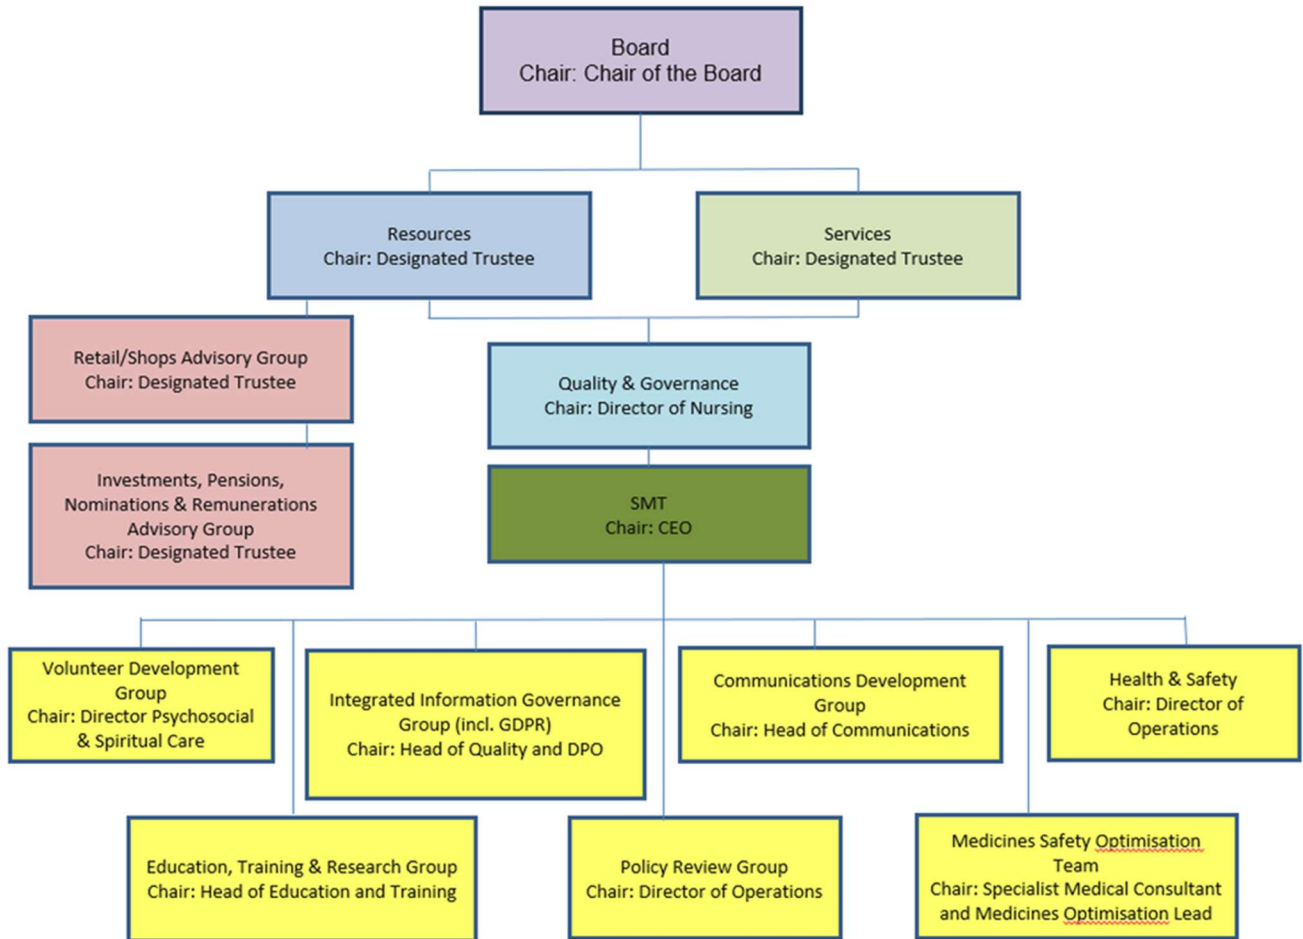 Board
Chair: Chair of the Board
Resources
Chair: Designated Trustee
Services
Chair: Designated Trustee
Retail/Shops Advisory Group
Chair: Designated Trustee
Quality & Governance
Chair: Director of Nursing
Investments, Pensions,
Nominations & Remunerations
Advisory Group
Chair: Designated Trustee
SMT
Chair: CEO
Volunteer Development
Group
Chair: Director Psychosocial
& Spiritual Care
Integrated Information Governance
Group (incl. GDPR)
Chair: Head of Quality and DPO
Communications Development
Group
Chair: Head of Communications
Health & Safety
Chair: Director of
Operations
Education, Training & Research Group
Chair: Head of Education and Training
Policy Review Group
Chair: Director of Operations
Medicines Safety Optimisation
Team
Chair: Specialist Medical Consultant
and Medicines Optimisation Lead